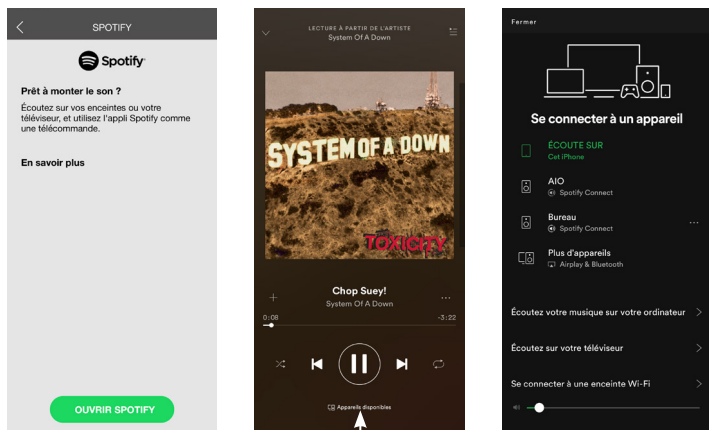 SPOTIFY
Spotify
Prêt à monter le son ?
Écoutez sur vos enceintes ou votre
téléviseur, et utilisez l'appli Spotify comme
une télécommande.
En savoir plus
OUVRIR SPOTIFY
LECTURE À PARTIR DE L'ARTISTE
System Of A Down
SYSTEM OF A DOWN
TOXICITY
Chop Suey!
System Of A Down
0:08
-3:22
Appareils disponibles
Fermer
Se connecter à un appareil
ÉCOUTE SUR
Cet iPhone
AIO
Spotify Connect
Bureau
Spotify Connect
Plus d'appareils
Airplay & Bluetooth
Écoutez votre musique sur votre ordinateur
Écoutez sur votre téléviseur
Se connecter à une enceinte Wi-Fi